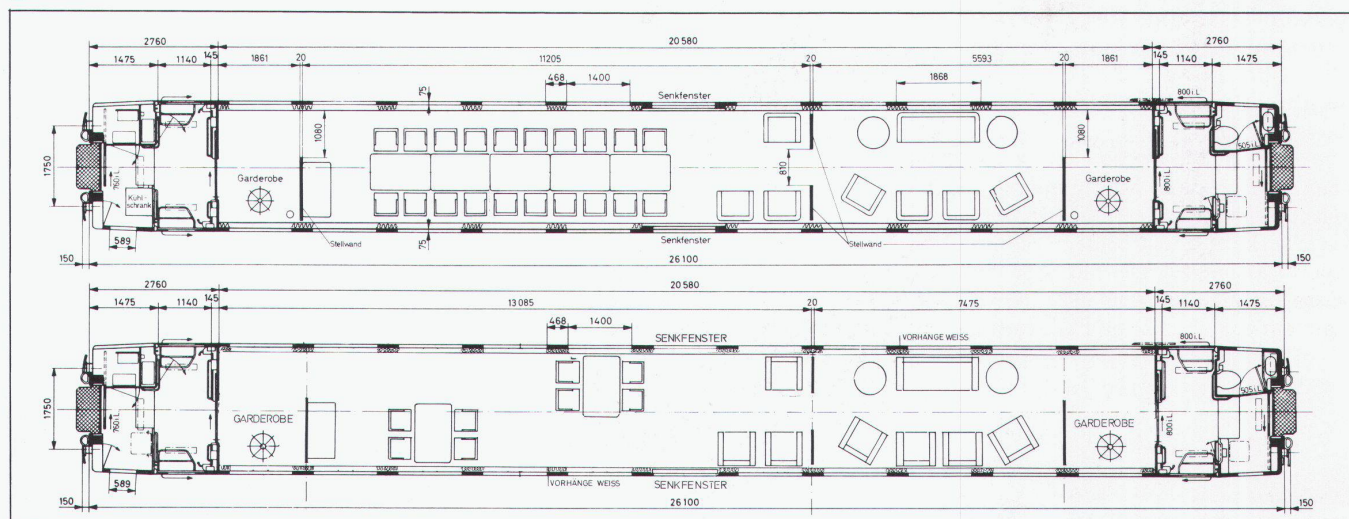 2760 20580 2760
1475 1140 145 1861 20 11205 20 5593 20 1861 145 1140 1475
468 1400 1868
75 Senkfenster 800 i.L
1080 1080
1750 760 i.L Garderobe 810 800 i.L Garderobe 505 i.L
Kühl-
schrank
589 Stellwand 75 Senkfenster Stellwand
150 26100 150
2760 20580 2760
1475 1140 145 13085 20 7475 145 1140 1475
468 1400 SENKFENSTER VORHÄNGE WEISS 800 i.L
1750 760 i.L GARDEROBE GARDEROBE 800 i.L 505 i.L
589 VORHÄNGE WEISS SENKFENSTER
150 26100 150